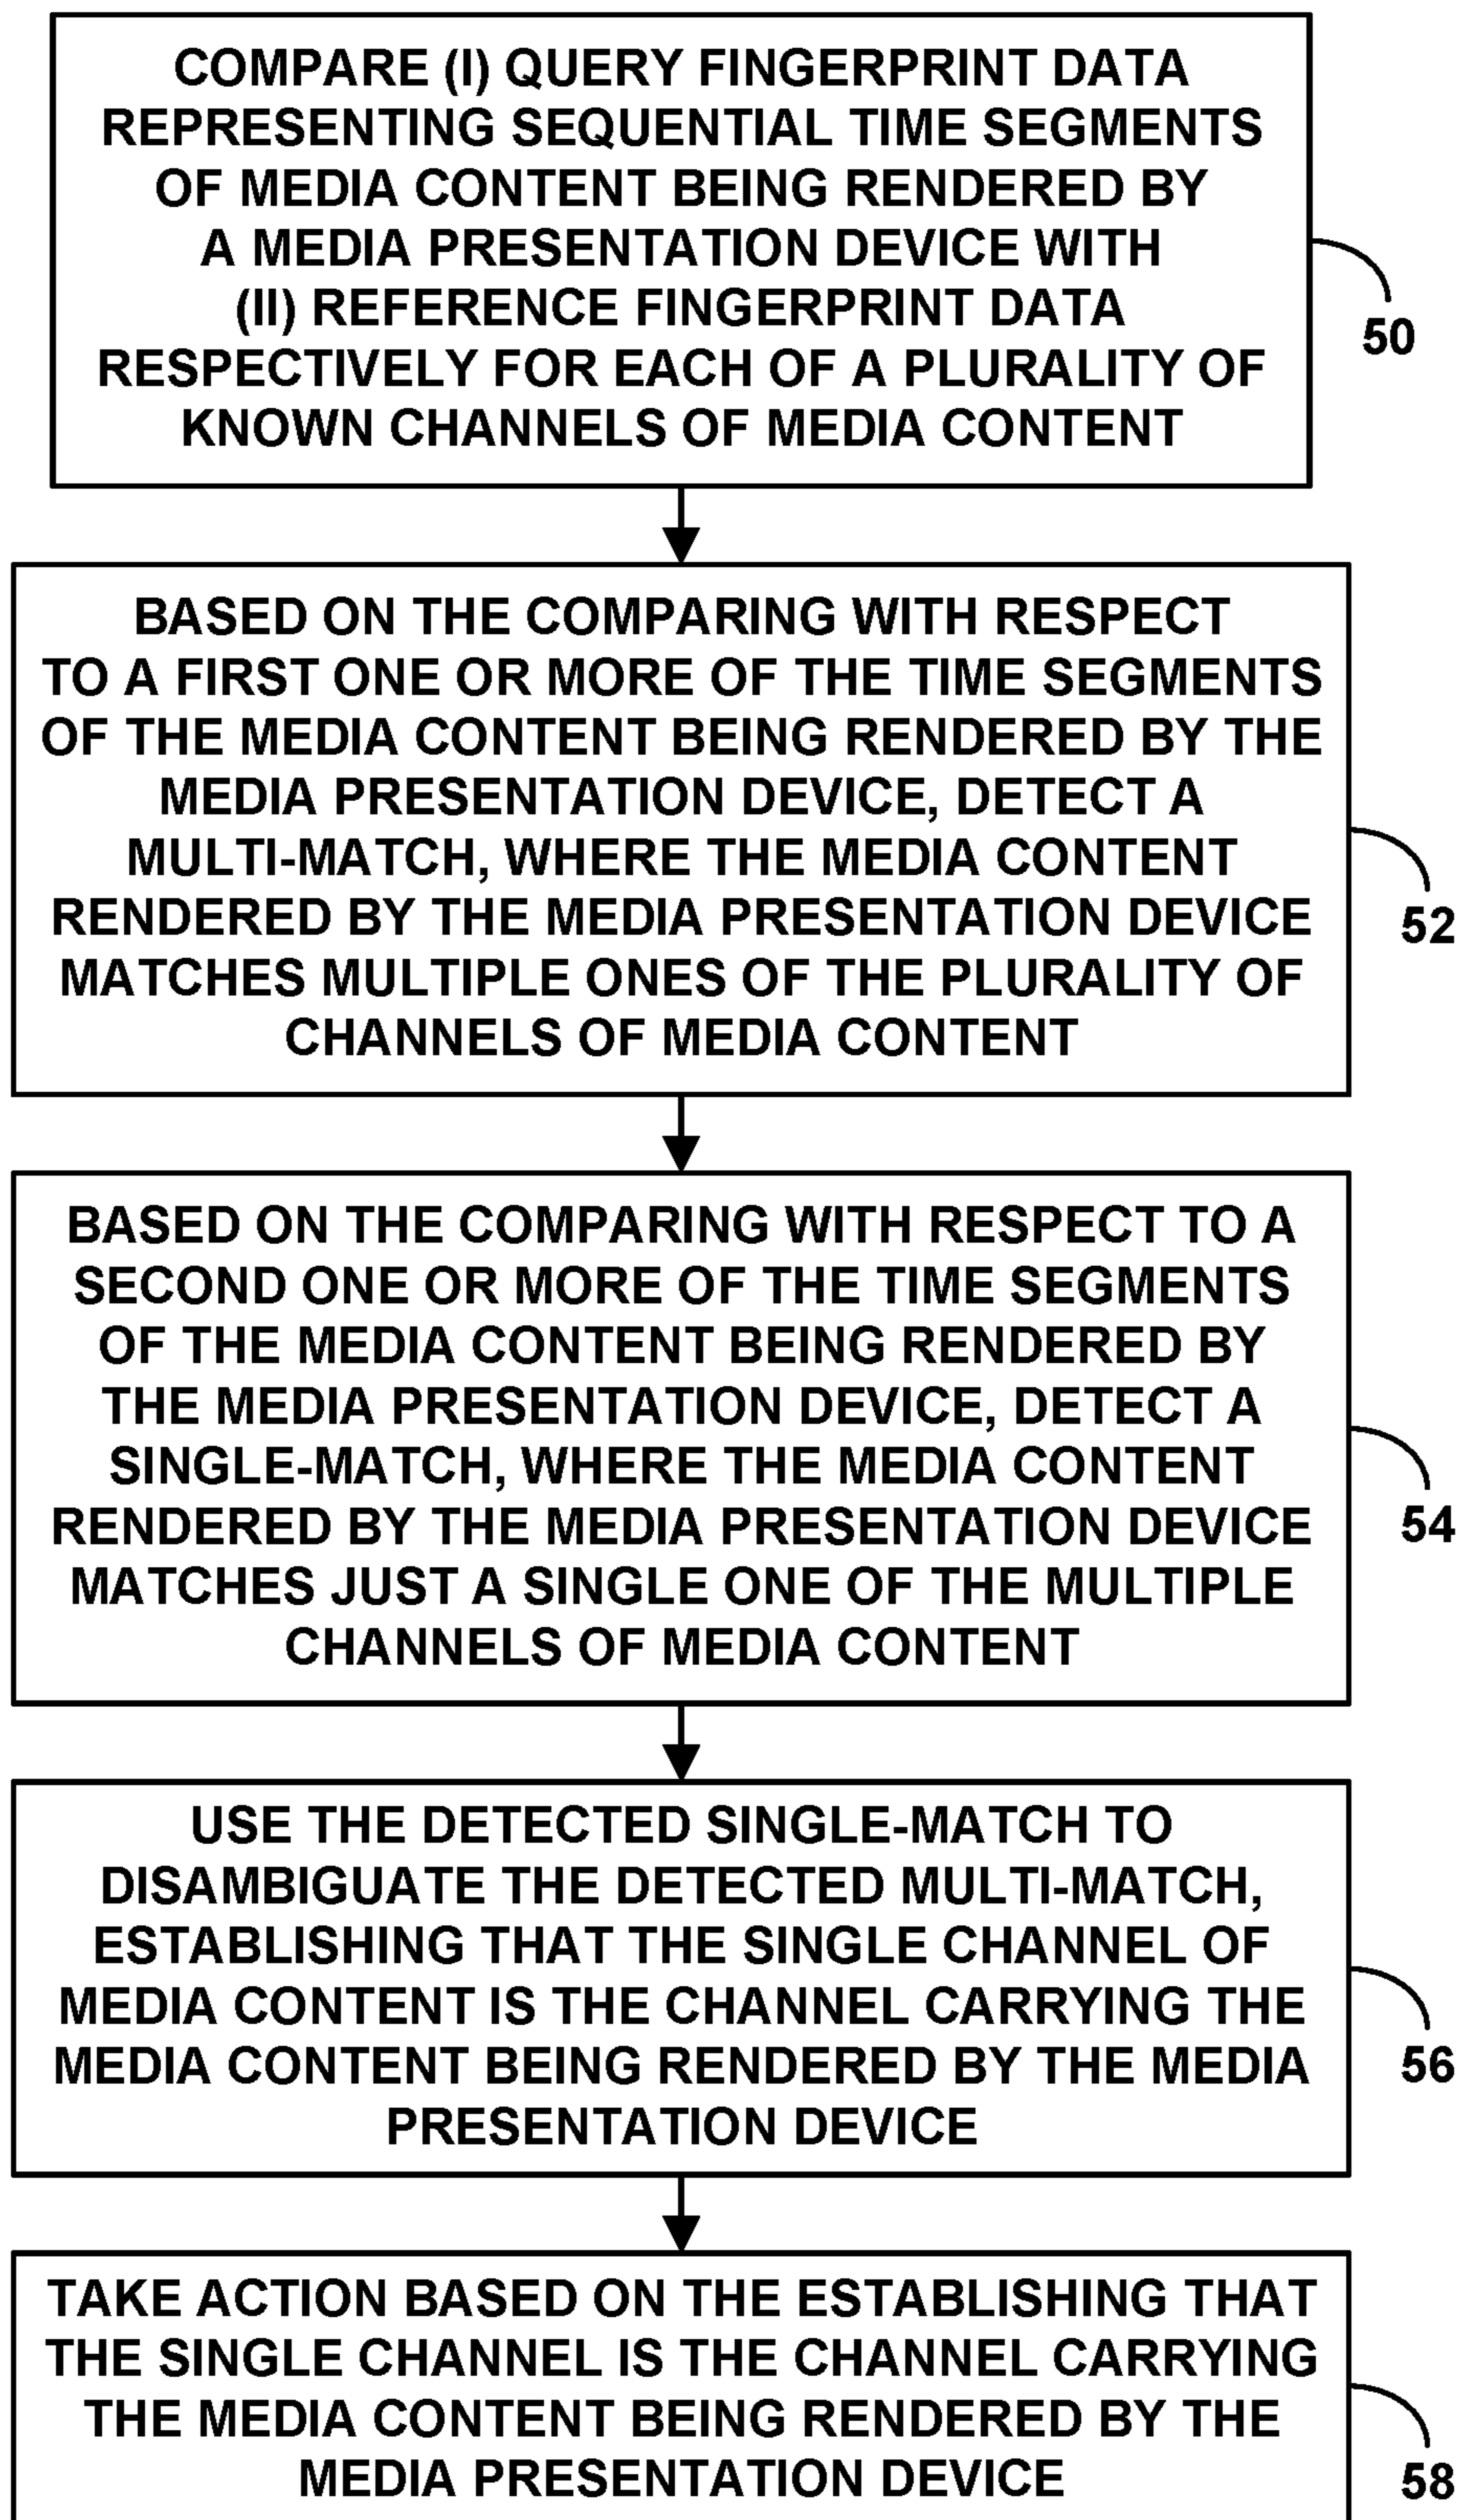 COMPARE (I) QUERY FINGERPRINT DATA
REPRESENTING SEQUENTIAL TIME SEGMENTS
OF MEDIA CONTENT BEING RENDERED BY
A MEDIA PRESENTATION DEVICE WITH
(II) REFERENCE FINGERPRINT DATA
RESPECTIVELY FOR EACH OF A PLURALITY OF
KNOWN CHANNELS OF MEDIA CONTENT
50
BASED ON THE COMPARING WITH RESPECT
TO A FIRST ONE OR MORE OF THE TIME SEGMENTS
OF THE MEDIA CONTENT BEING RENDERED BY THE
MEDIA PRESENTATION DEVICE, DETECT A
MULTI-MATCH, WHERE THE MEDIA CONTENT
RENDERED BY THE MEDIA PRESENTATION DEVICE
MATCHES MULTIPLE ONES OF THE PLURALITY OF
CHANNELS OF MEDIA CONTENT
52
BASED ON THE COMPARING WITH RESPECT TO A
SECOND ONE OR MORE OF THE TIME SEGMENTS
OF THE MEDIA CONTENT BEING RENDERED BY
THE MEDIA PRESENTATION DEVICE, DETECT A
SINGLE-MATCH, WHERE THE MEDIA CONTENT
RENDERED BY THE MEDIA PRESENTATION DEVICE
MATCHES JUST A SINGLE ONE OF THE MULTIPLE
CHANNELS OF MEDIA CONTENT
54
USE THE DETECTED SINGLE-MATCH TO
DISAMBIGUATE THE DETECTED MULTI-MATCH,
ESTABLISHING THAT THE SINGLE CHANNEL OF
MEDIA CONTENT IS THE CHANNEL CARRYING THE
MEDIA CONTENT BEING RENDERED BY THE MEDIA
PRESENTATION DEVICE
56
TAKE ACTION BASED ON THE ESTABLISHING THAT
THE SINGLE CHANNEL IS THE CHANNEL CARRYING
THE MEDIA CONTENT BEING RENDERED BY THE
MEDIA PRESENTATION DEVICE
58